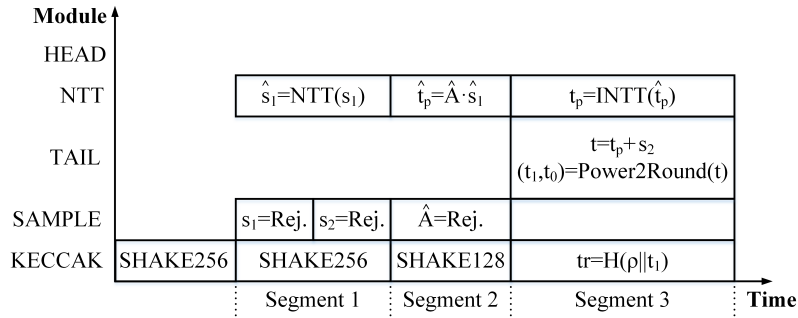 Module
HEAD
NTT
ŝ₁=NTT(s₁)
t̂ₚ=Â·ŝ₁
tₚ=INTT(t̂ₚ)
TAIL
t=tₚ+s₂
(t₁,t₀)=Power2Round(t)
SAMPLE
s₁=Rej.
s₂=Rej.
Â=Rej.
KECCAK
SHAKE256
SHAKE256
SHAKE128
tr=H(ρ||t₁)
Segment 1
Segment 2
Segment 3
Time